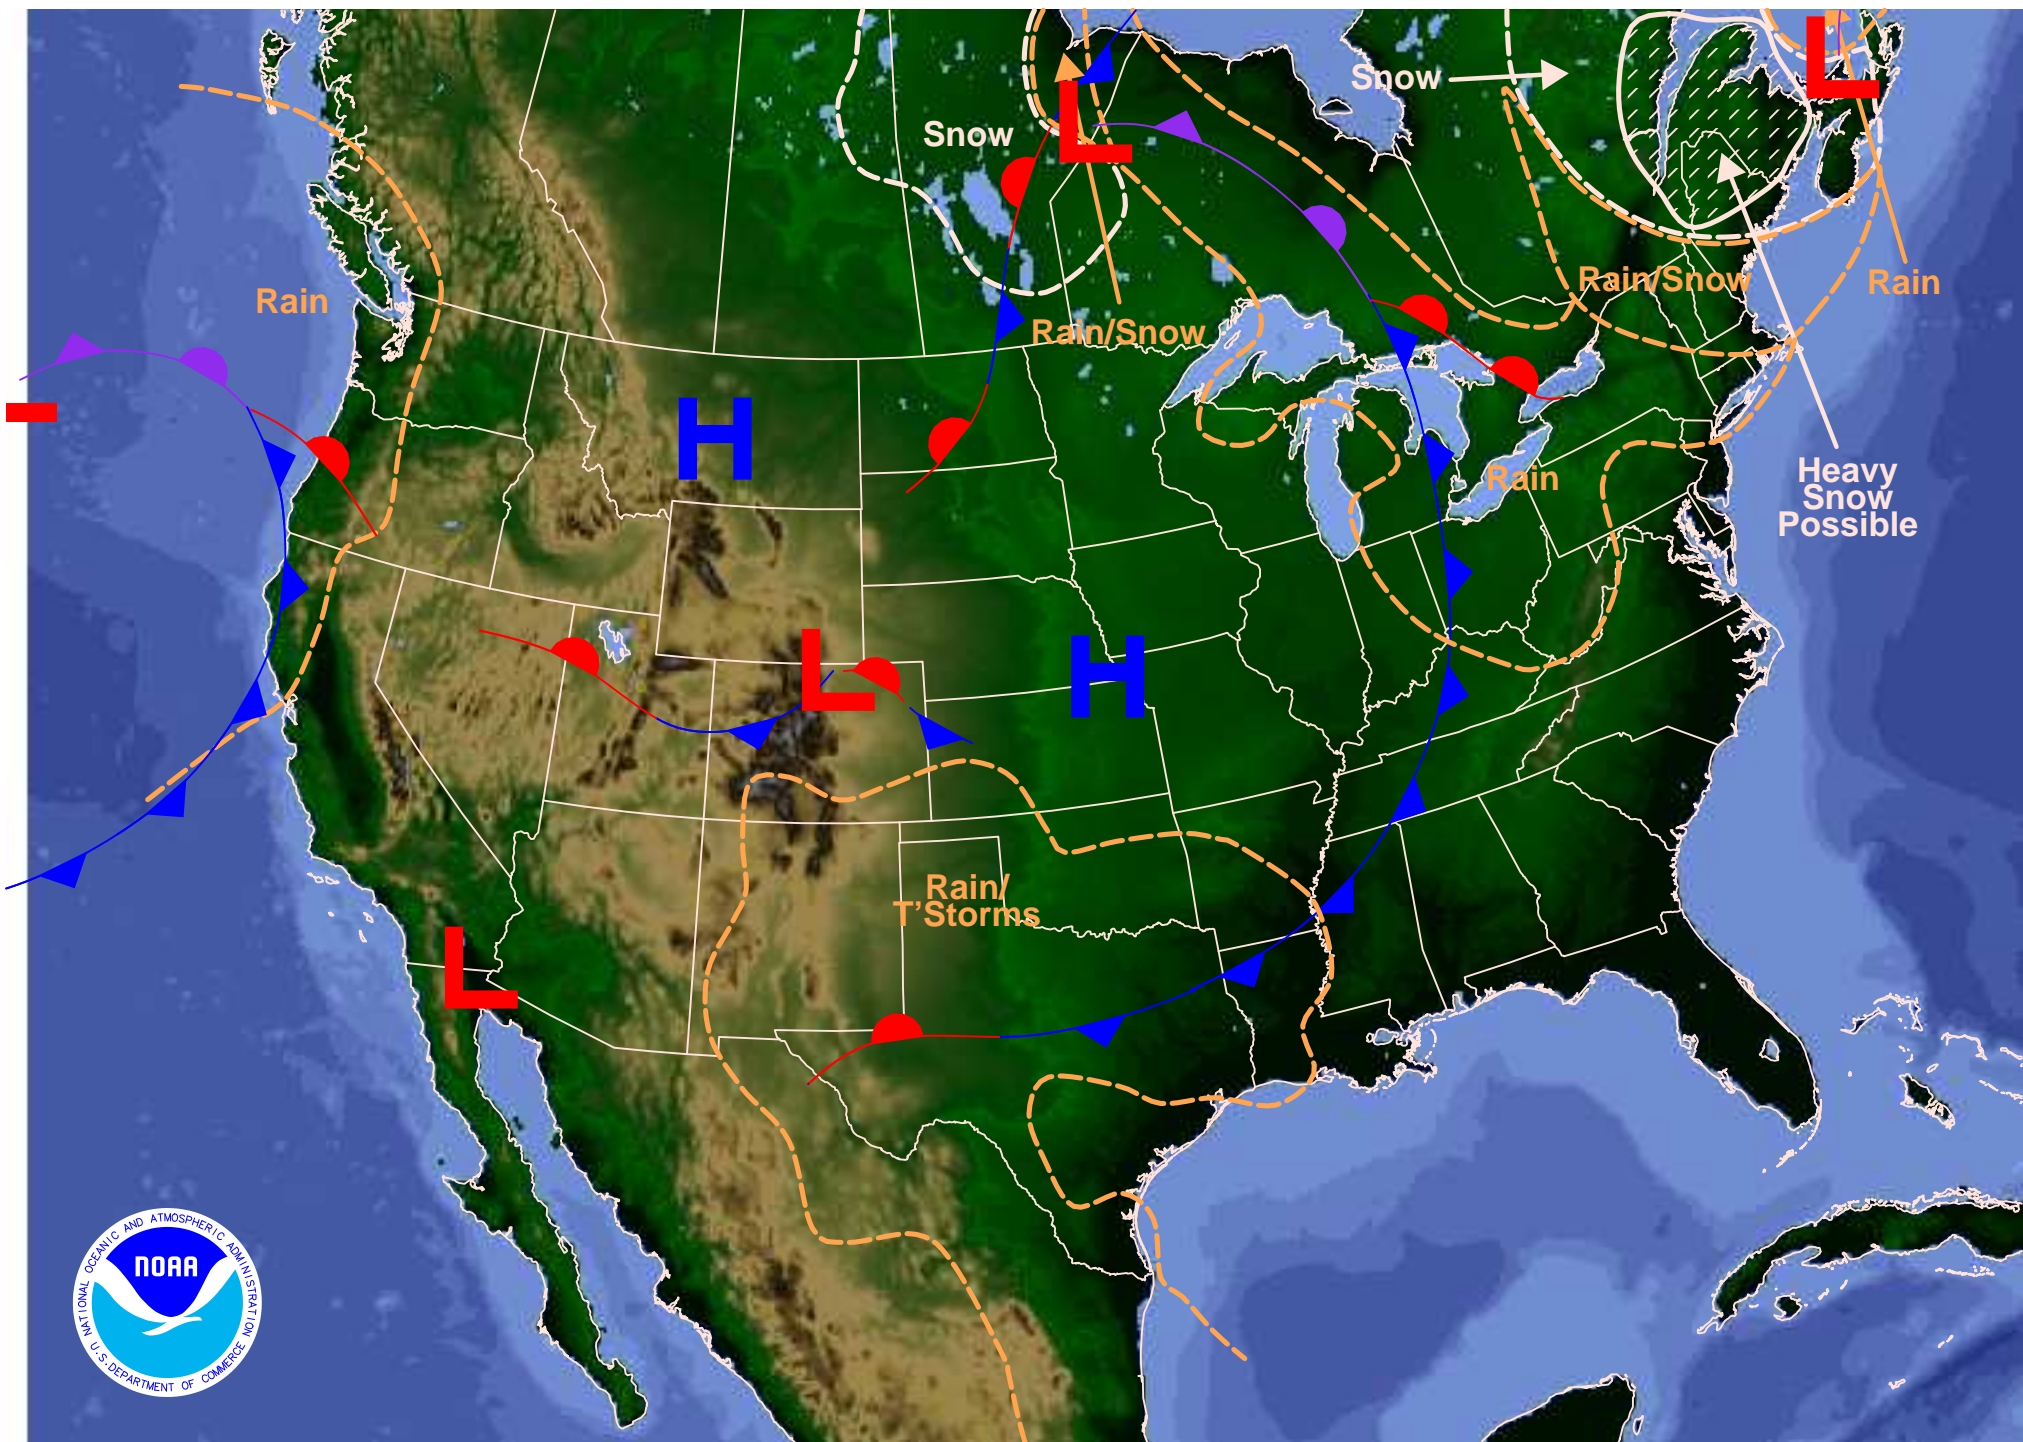 Snow
Snow
Rain
Rain/Snow
Rain/Snow
Rain
H
Heavy
Snow
Possible
Rain
H
Rain/
T'Storms
L
L
L
L
L
NATIONAL OCEANIC AND ATMOSPHERIC ADMINISTRATION
NOAA
U.S. DEPARTMENT OF COMMERCE